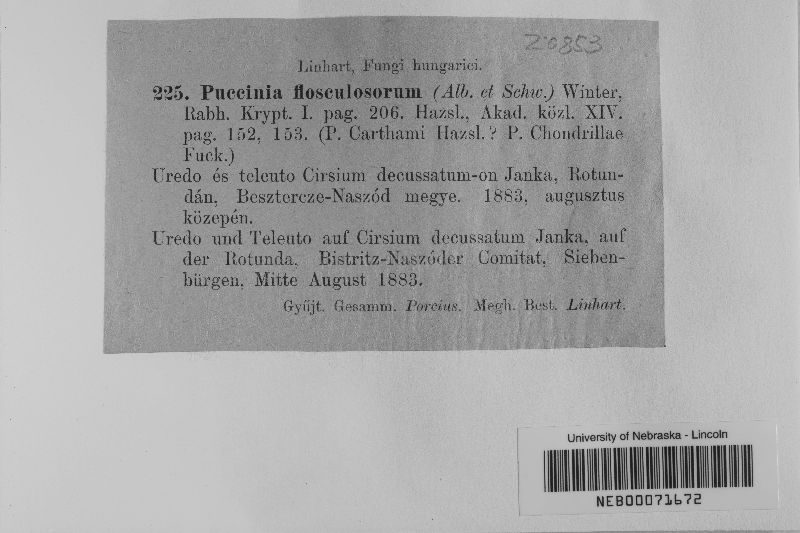 20853
Linhart, Fungi hungarici.
225. Puccinia flosculosorum (Alb. et Schw.) Winter,
Rabh. Krypt. I. pag. 206. Hazsl., Akad. közl. XIV.
pag. 152, 153. (P. Carthami Hazsl.? P. Chondrillae
Fuck.)
Uredo és teleuto Cirsium decussatum-on Janka, Rotun-
dán, Besztercze-Naszód megye. 1883. augusztus
közepén.
Uredo und Teleuto auf Cirsium decussatum Janka, auf
der Rotunda. Bistritz-Naszóder Comitat, Sieben-
bürgen, Mitte August 1883.
Gyűjt. Gesamm. Porcius. Megh. Best. Linhart.
University of Nebraska - Lincoln
NEB00071672